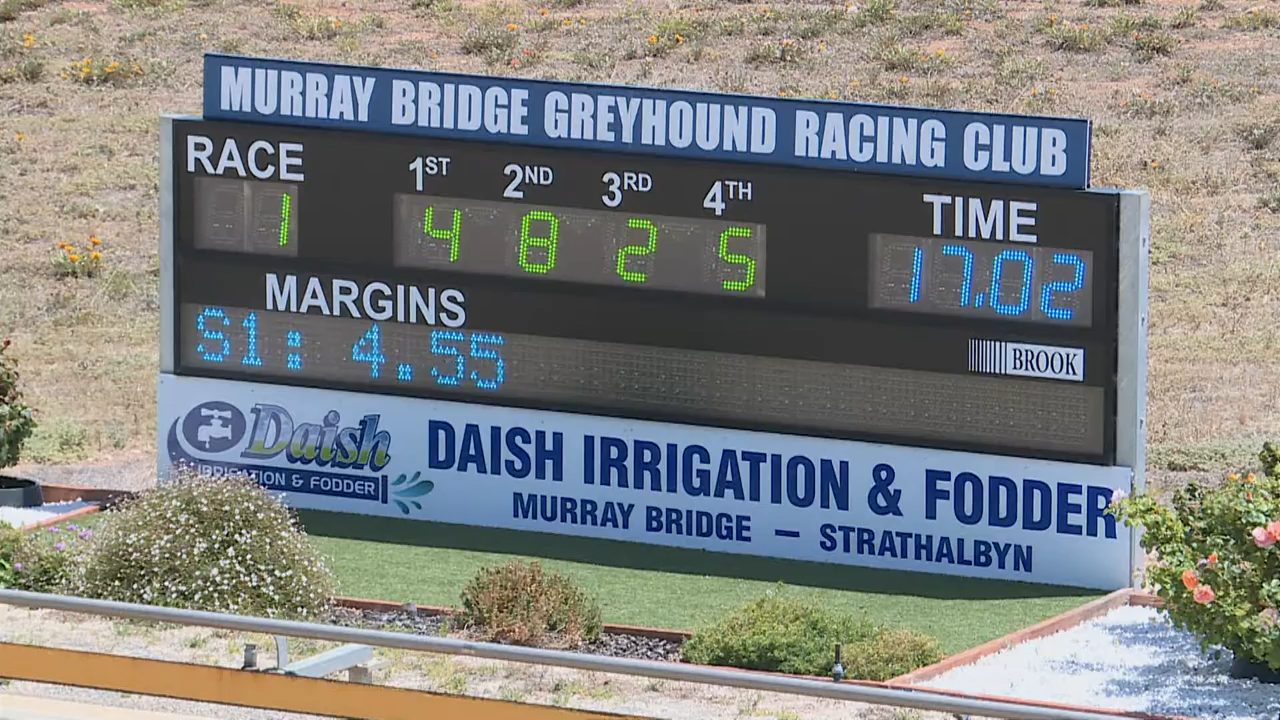 MURRAY BRIDGE GREYHOUND RACING CLUB
RACE 1ST 2ND 3RD 4TH TIME
1 4 8 2 5 17.02
MARGINS
S1: 4.55
BROOK
Daish
IRRIGATION & FODDER
DAISH IRRIGATION & FODDER
MURRAY BRIDGE – STRATHALBYN